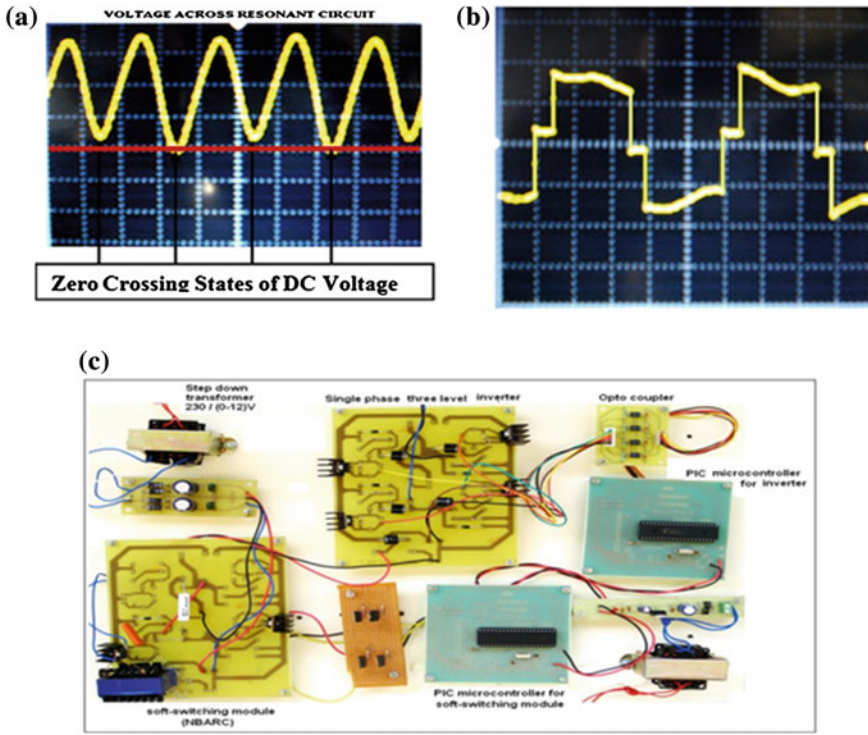 (a)
VOLTAGE ACROSS RESONANT CIRCUIT
(b)
Zero Crossing States of DC Voltage
(c)
Step down
transformer
230 / (0-12)V
Single phase three level inverter
Opto coupler
PIC microcontroller
for inverter
soft-switching module
(NBARC)
PIC microcontroller for
soft-switching module